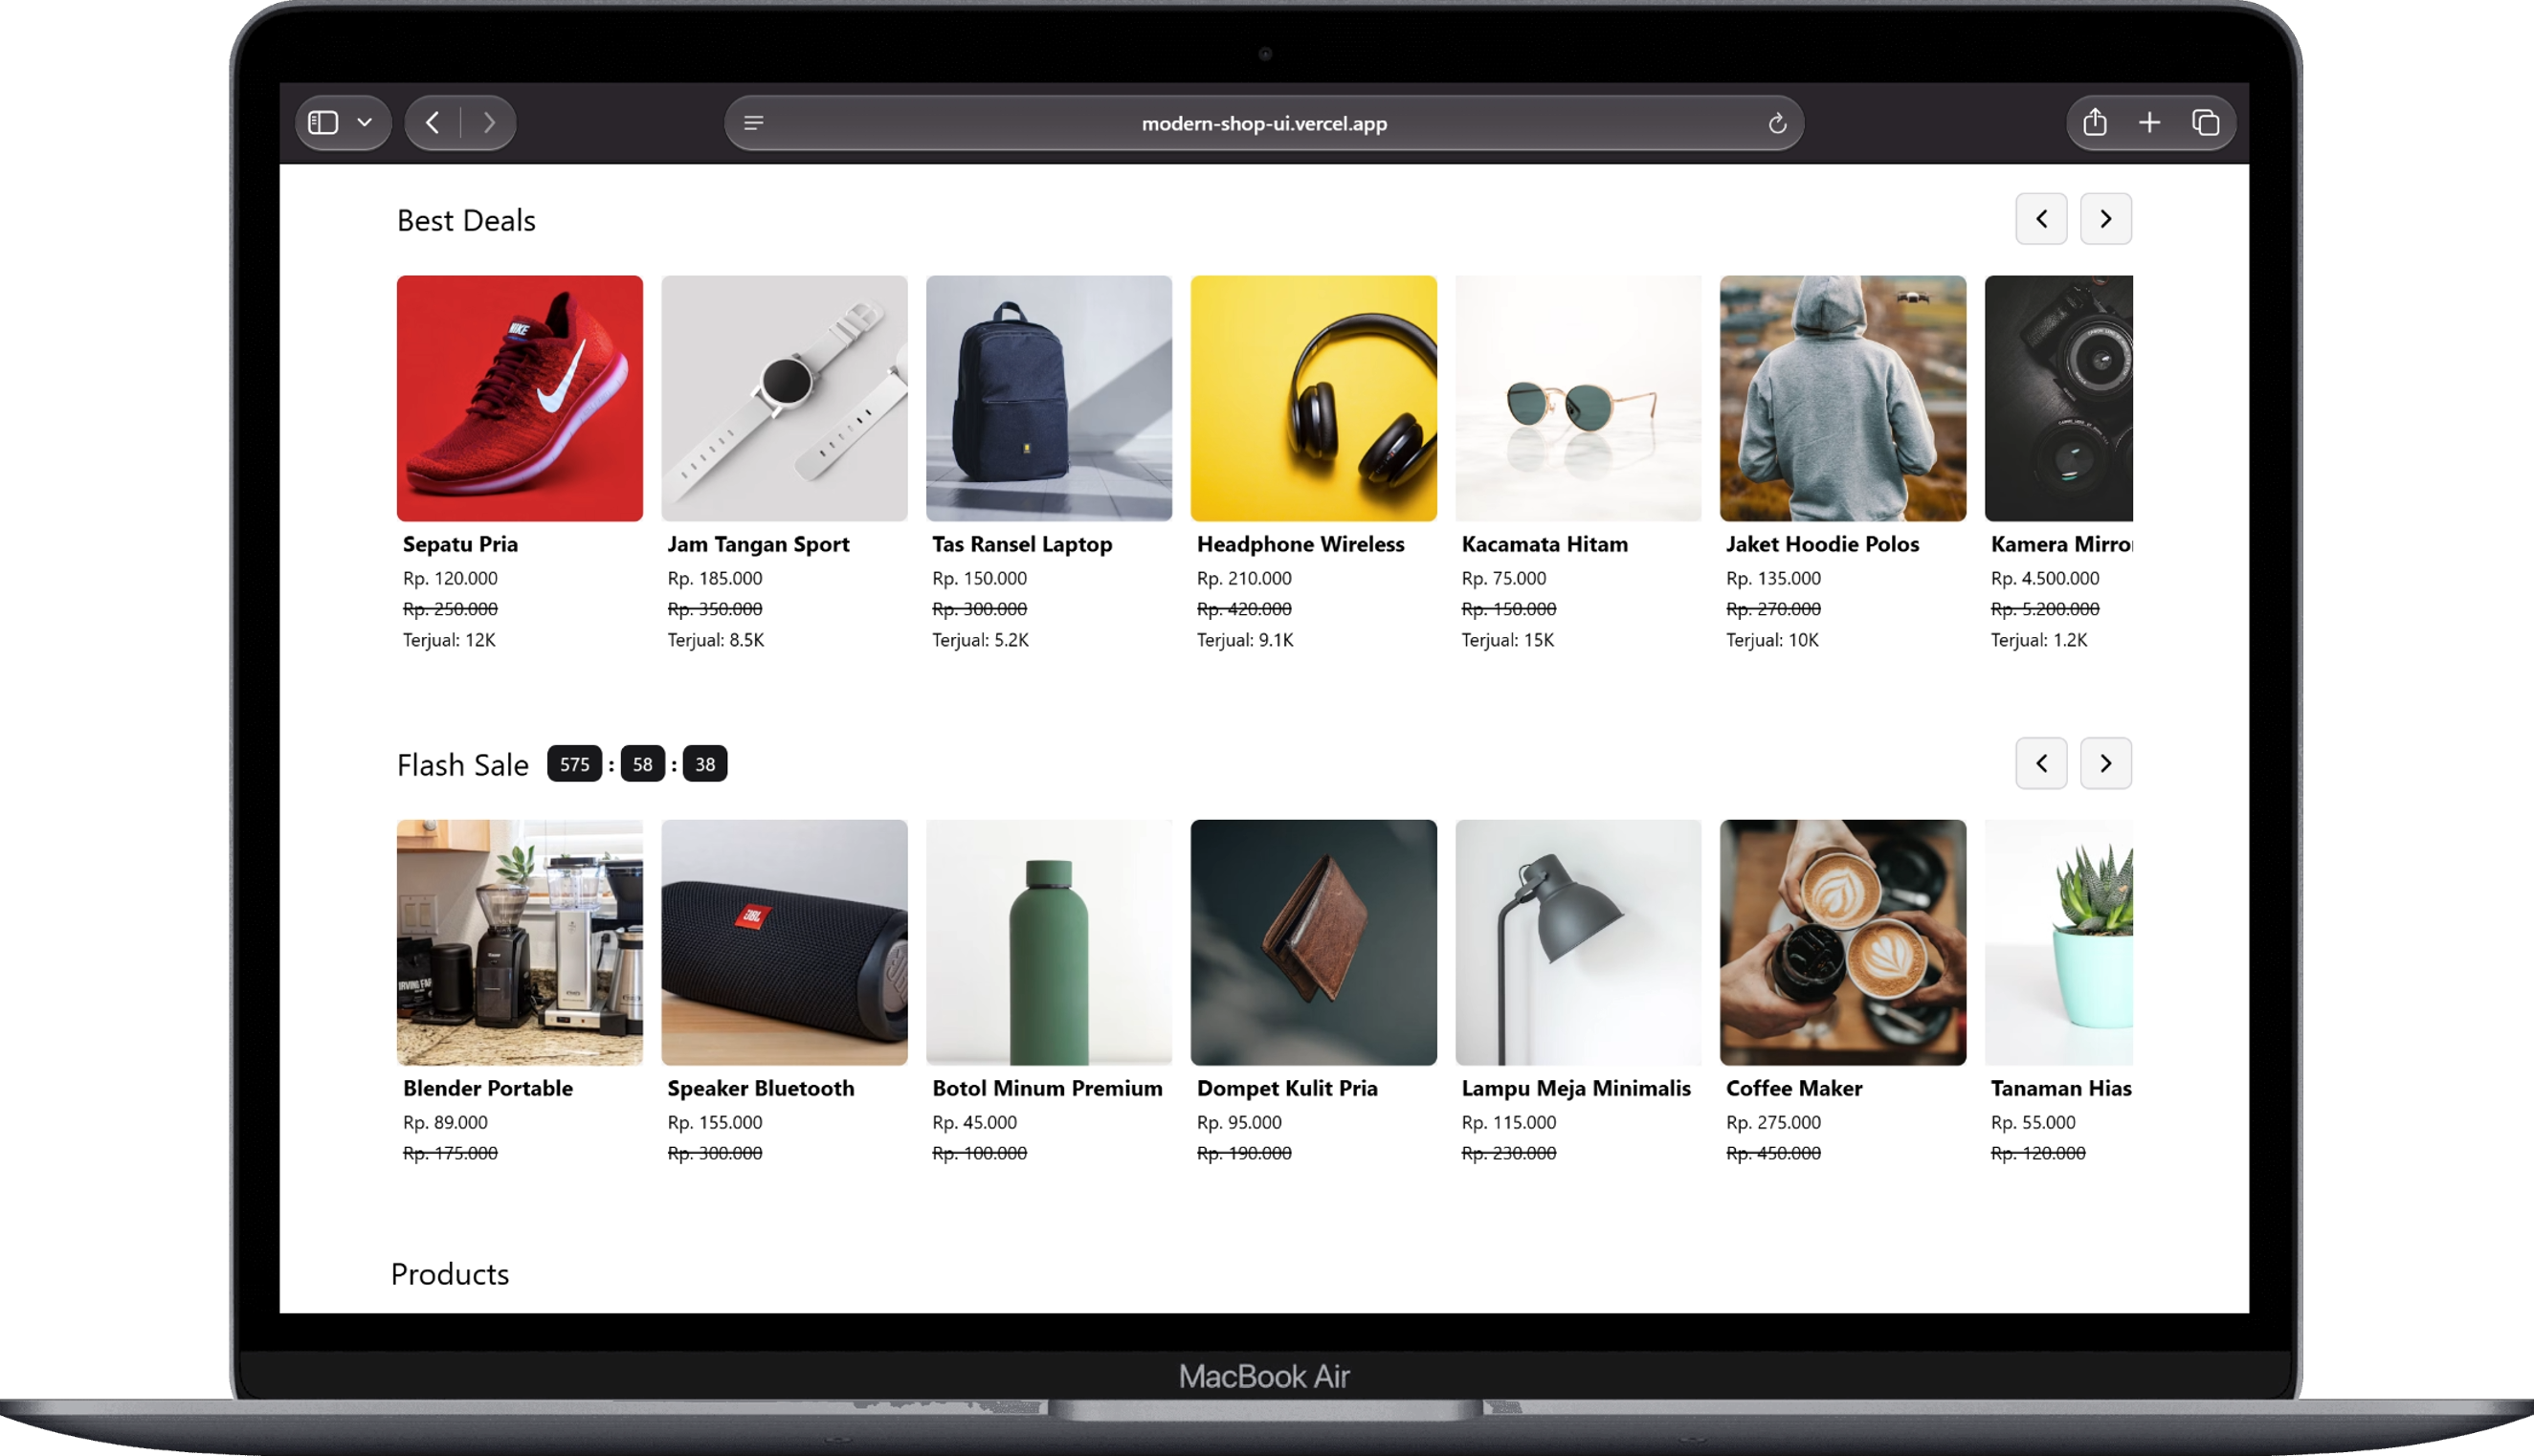 modern-shop-ui.vercel.app
Best Deals
NIKE
Sepatu Pria
Rp. 120.000
Rp. 250.000
Terjual: 12K
Jam Tangan Sport
Rp. 185.000
Rp. 350.000
Terjual: 8.5K
Tas Ransel Laptop
Rp. 150.000
Rp. 300.000
Terjual: 5.2K
Headphone Wireless
Rp. 210.000
Rp. 420.000
Terjual: 9.1K
Kacamata Hitam
Rp. 75.000
Rp. 150.000
Terjual: 15K
Jaket Hoodie Polos
Rp. 135.000
Rp. 270.000
Terjual: 10K
Kamera Mirror
Rp. 4.500.000
Rp. 5.200.000
Terjual: 1.2K
Flash Sale 575 : 58 : 38
Blender Portable
Rp. 89.000
Rp. 175.000
JBL
Speaker Bluetooth
Rp. 155.000
Rp. 300.000
Botol Minum Premium
Rp. 45.000
Rp. 100.000
Dompet Kulit Pria
Rp. 95.000
Rp. 190.000
Lampu Meja Minimalis
Rp. 115.000
Rp. 230.000
Coffee Maker
Rp. 275.000
Rp. 450.000
Tanaman Hias
Rp. 55.000
Rp. 120.000
Products
MacBook Air